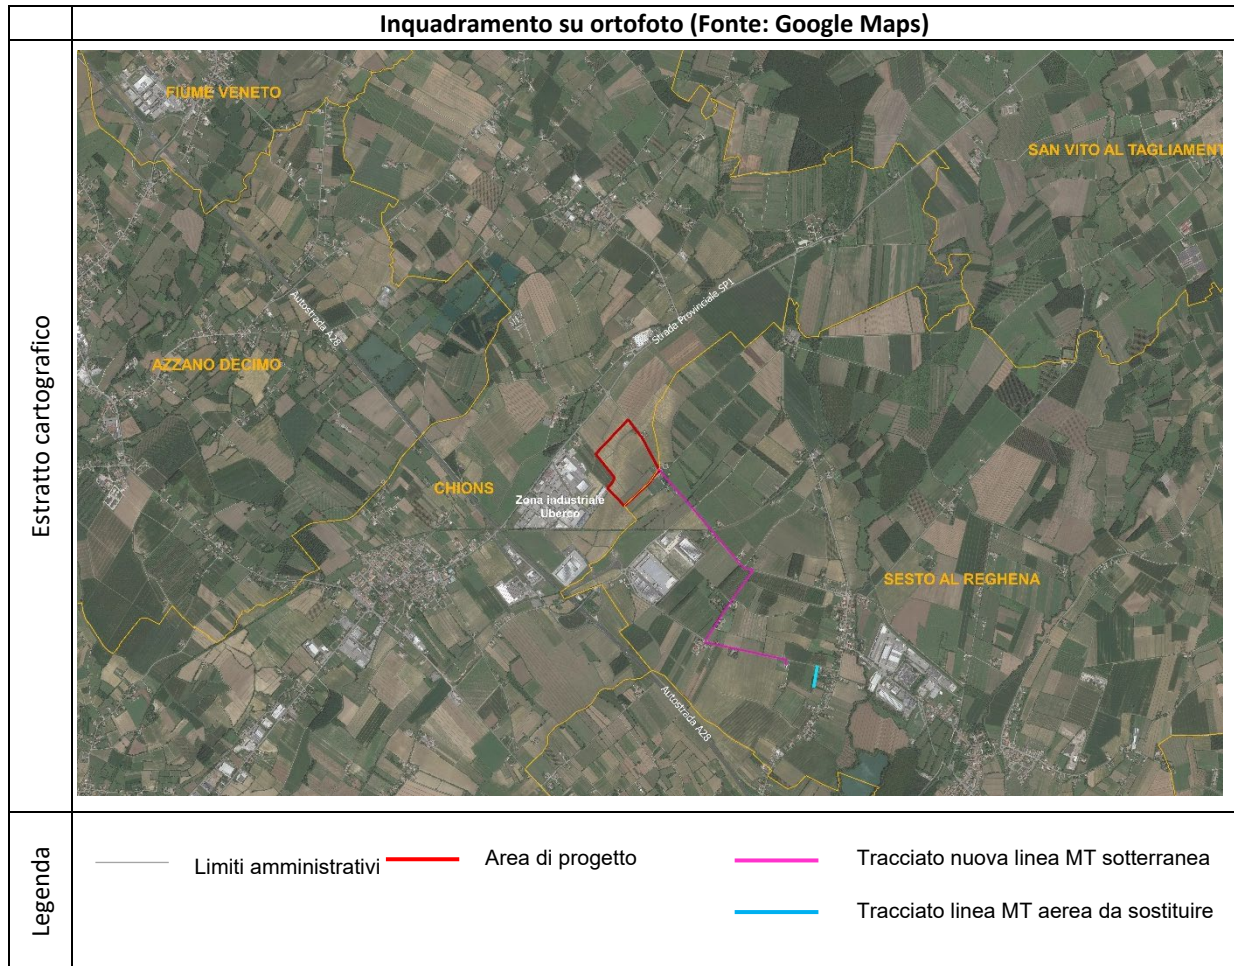 Inquadramento su ortofoto (Fonte: Google Maps)
Estratto cartografico
FIUME VENETO
SAN VITO AL TAGLIAMENT
Autostrada A28
Strada Provinciale SP1
AZZANO DECIMO
CHIONS
Zona industriale
Uberco
SESTO AL REGHENA
Autostrada A28
Legenda
Limiti amministrativi
Area di progetto
Tracciato nuova linea MT sotterranea
Tracciato linea MT aerea da sostituire